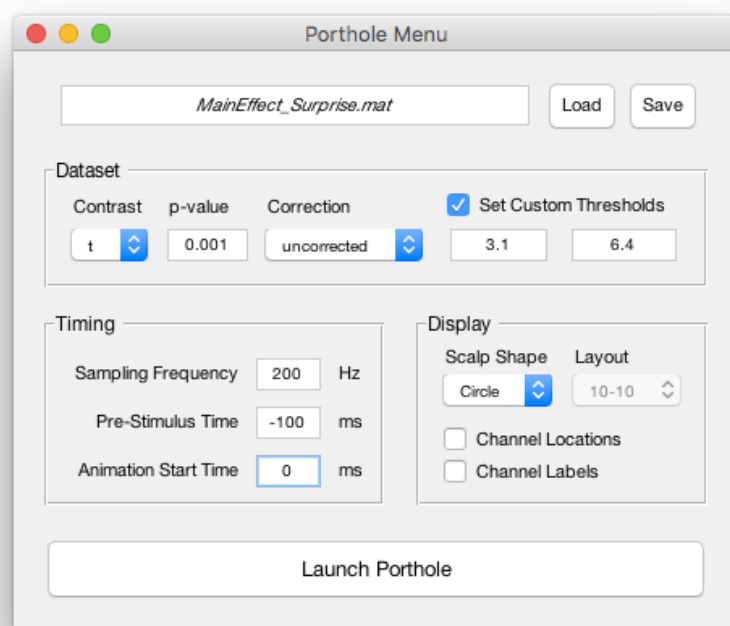 Porthole Menu
MainEffect_Surprise.mat Load Save
Dataset
Contrast p-value Correction Set Custom Thresholds
t 0.001 uncorrected 3.1 6.4
Timing
Sampling Frequency 200 Hz
Pre-Stimulus Time -100 ms
Animation Start Time 0 ms
Display
Scalp Shape Layout
Circle 10-10
Channel Locations
Channel Labels
Launch Porthole